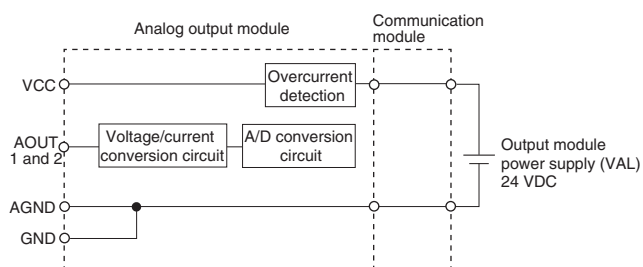 Analog output module
Communication
module
VCC
Overcurrent
detection
AOUT
1 and 2
Voltage/current
conversion circuit
A/D conversion
circuit
Output module
power supply (VAL)
24 VDC
AGND
GND